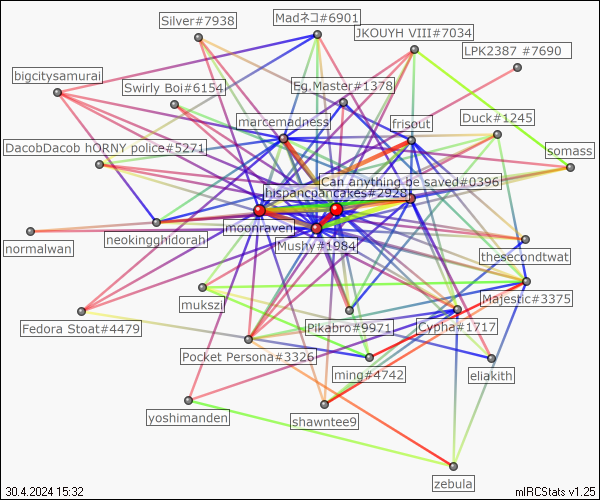 Silver#7938
Madネコ#6901
JKOUYH VIII#7034
LPK2387 #7690
bigcitysamurai
Swirly Boi#6154
Eg.Master#1378
marcemadness
frisout
Duck#1245
DacobDacob hORNY police#5271
somass
Can anything be saved#0396
hispancpancakes#2928
moonraven
normalwan
neokingghidorah
Mushy#1984
thesecondtwat
mukszii
Majestic#3375
Fedora Stoat#4479
Pikabro#9971
Cypha#1717
Pocket Persona#3326
ming#4742
eliakith
yoshimanden
shawntee9
zebula
30.4.2024 15:32
mIRCStats v1.25